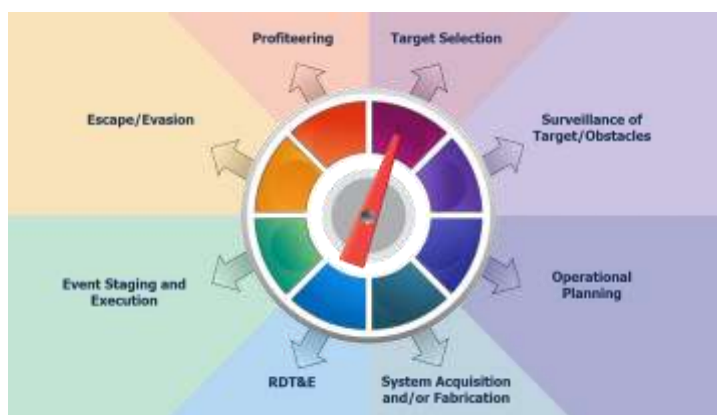 Profiteering
Target Selection
Surveillance of
Target/Obstacles
Operational
Planning
System Acquisition
and/or Fabrication
RDT&E
Event Staging and
Execution
Escape/Evasion